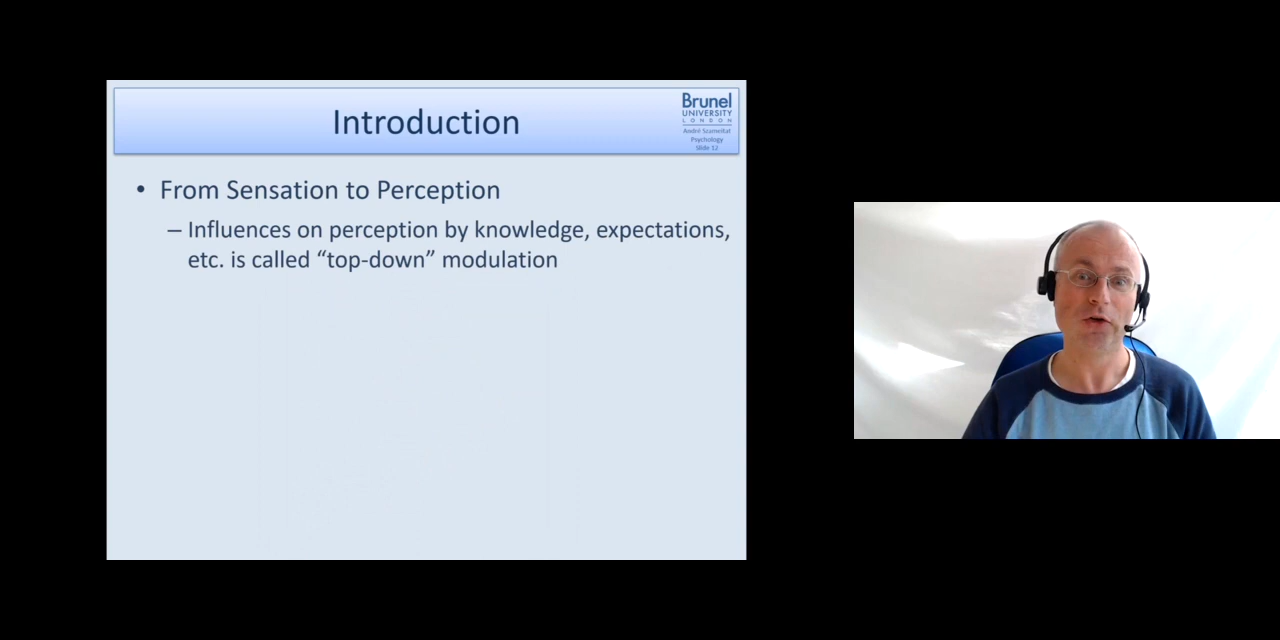 Introduction
Brunel
UNIVERSITY
LONDON
André Szameitat
Psychology
Slide 12
• From Sensation to Perception
– Influences on perception by knowledge, expectations,
etc. is called “top-down” modulation